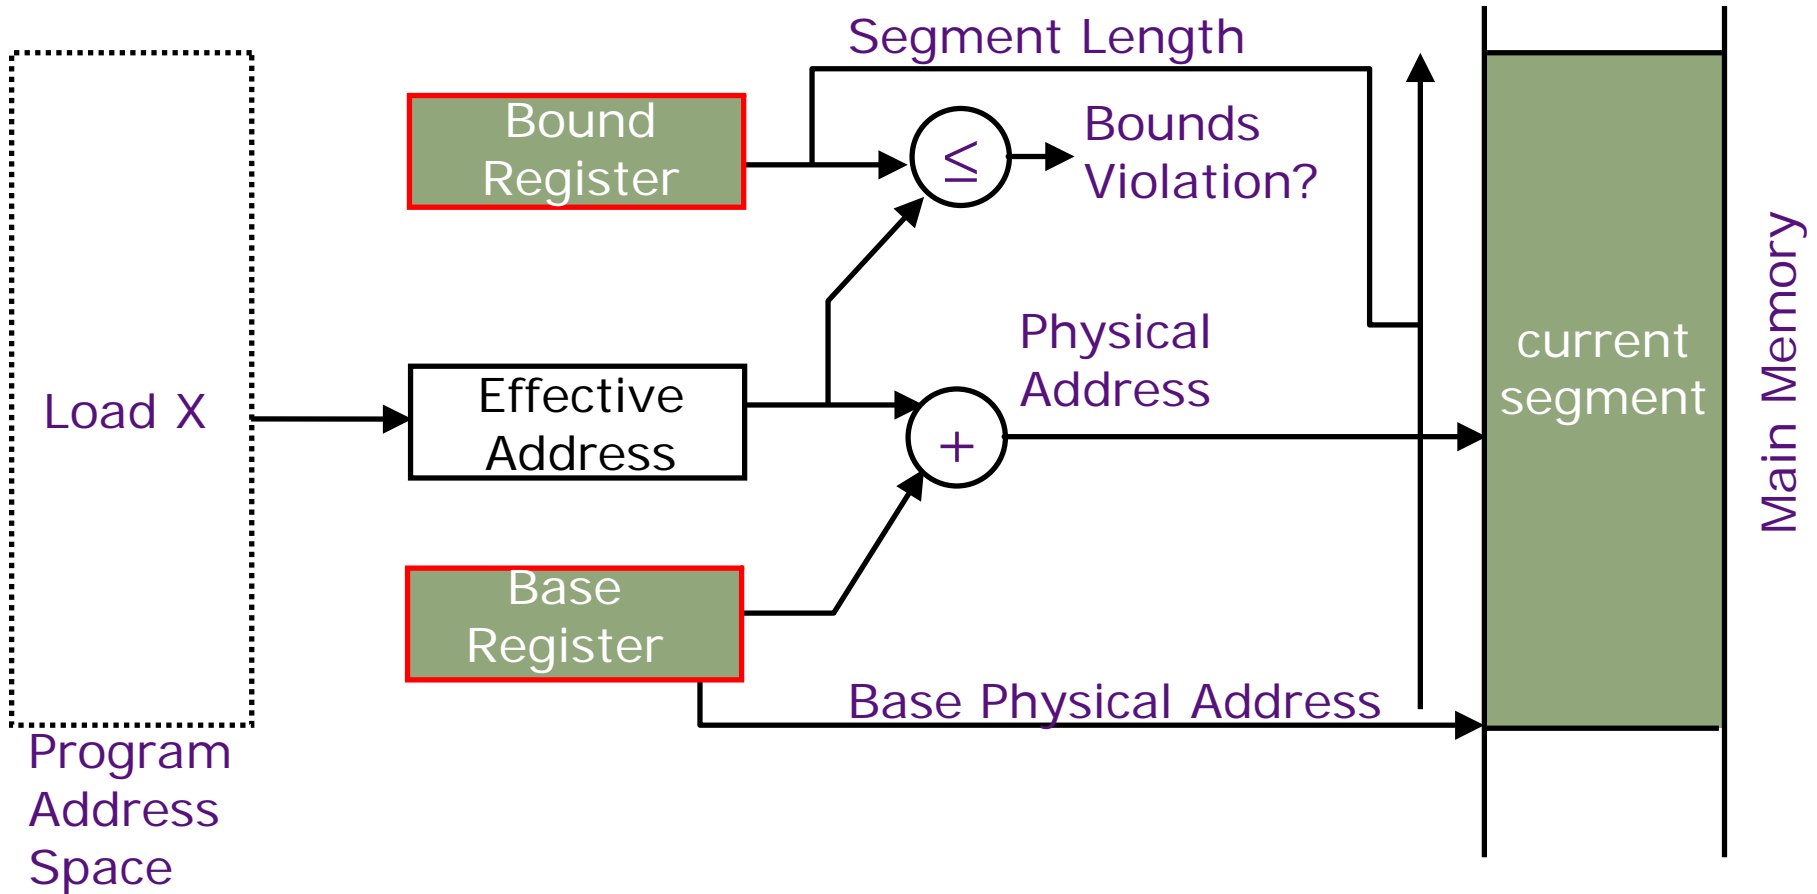 Segment Length
Bound
Register
≤
Bounds
Violation?
Load X
Effective
Address
+
Physical
Address
current
segment
Main Memory
Base
Register
Base Physical Address
Program
Address
Space